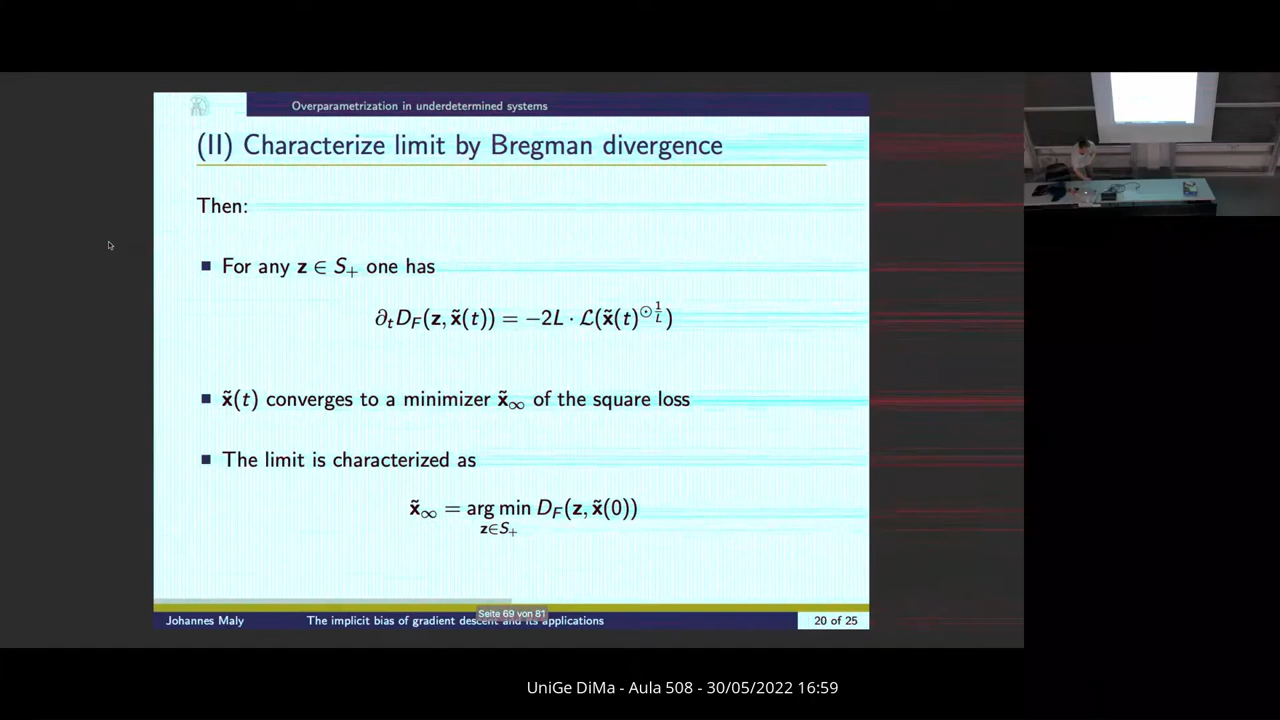 Overparametrization in underdetermined systems
(II) Characterize limit by Bregman divergence
Then:
For any z ∈ S₊ one has
∂ₜD_F(z, x̃(t)) = −2L · ℒ(x̃(t)^{⊙ 1/L})
x̃(t) converges to a minimizer x̃_∞ of the square loss
The limit is characterized as
x̃_∞ = arg min D_F(z, x̃(0))
z∈S₊
Seite 69 von 81
Johannes Maly The implicit bias of gradient descent and its applications 20 of 25
UniGe DiMa - Aula 508 - 30/05/2022 16:59